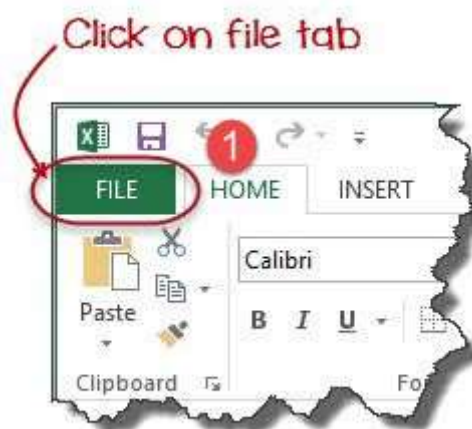 Click on file tab
1
FILE HOME INSERT
Calibri
Paste
B I U
Clipboard